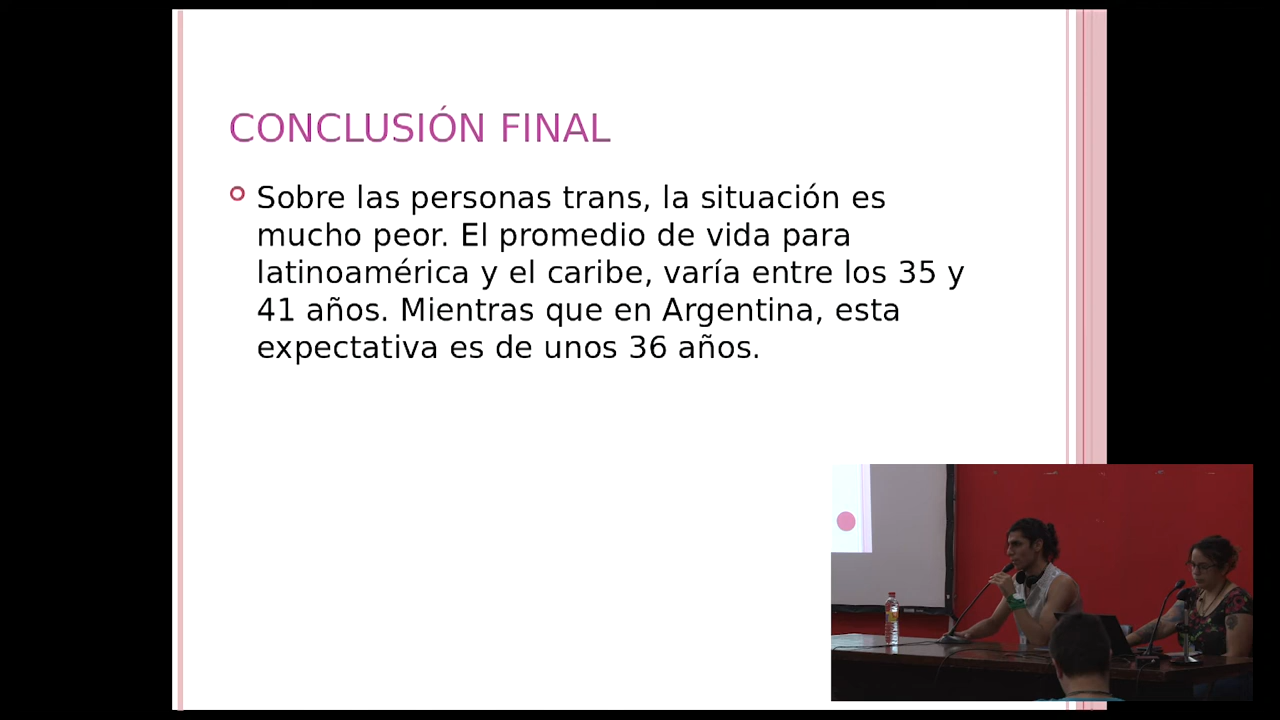 CONCLUSIÓN FINAL
Sobre las personas trans, la situación es
mucho peor. El promedio de vida para
latinoamérica y el caribe, varía entre los 35 y
41 años. Mientras que en Argentina, esta
expectativa es de unos 36 años.